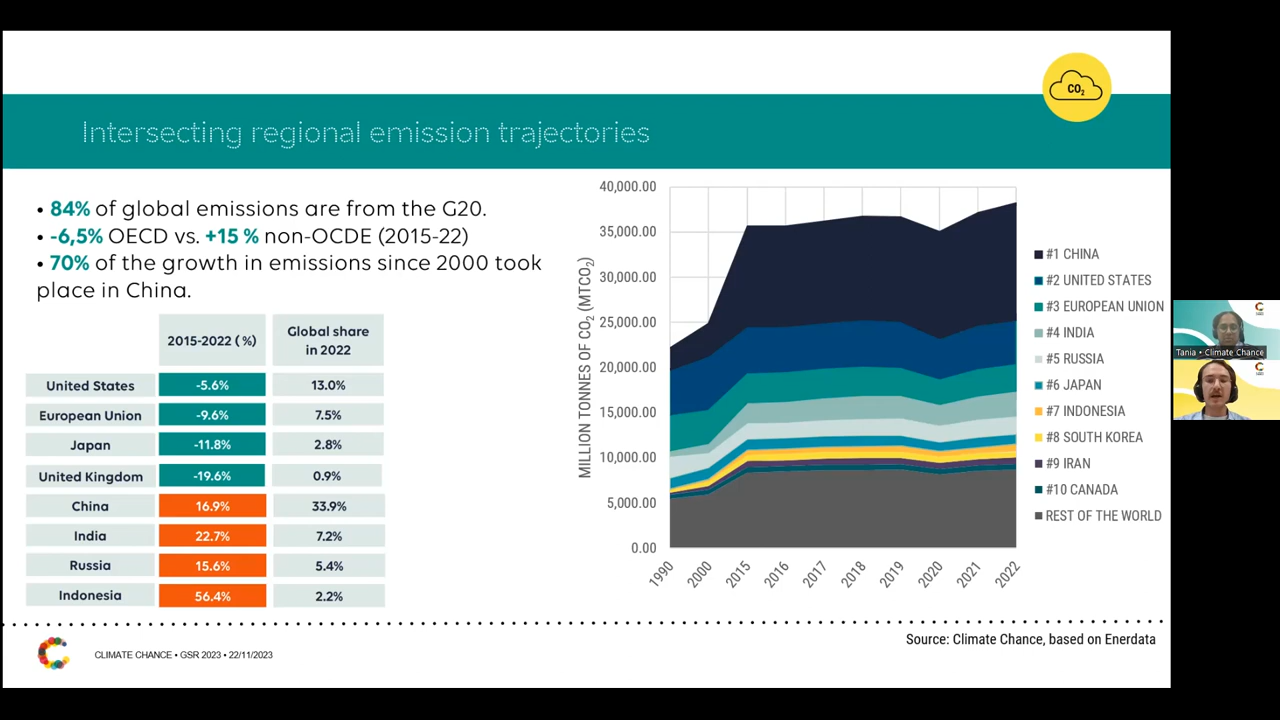 CO₂
Intersecting regional emission trajectories
• 84% of global emissions are from the G20.
• -6,5% OECD vs. +15 % non-OCDE (2015-22)
• 70% of the growth in emissions since 2000 took
place in China.
2015-2022 (%) Global share
in 2022
United States -5.6% 13.0%
European Union -9.6% 7.5%
Japan -11.8% 2.8%
United Kingdom -19.6% 0.9%
China 16.9% 33.9%
India 22.7% 7.2%
Russia 15.6% 5.4%
Indonesia 56.4% 2.2%
MILLION TONNES OF CO₂ (MTCO₂)
40,000.00
35,000.00
30,000.00
25,000.00
20,000.00
15,000.00
10,000.00
5,000.00
0.00
1990 2000 2015 2016 2017 2018 2019 2020 2021 2022
#1 CHINA
#2 UNITED STATES
#3 EUROPEAN UNION
#4 INDIA
#5 RUSSIA
#6 JAPAN
#7 INDONESIA
#8 SOUTH KOREA
#9 IRAN
#10 CANADA
REST OF THE WORLD
Tania • Climate Chance
Source: Climate Chance, based on Enerdata
CLIMATE CHANCE • GSR 2023 • 22/11/2023